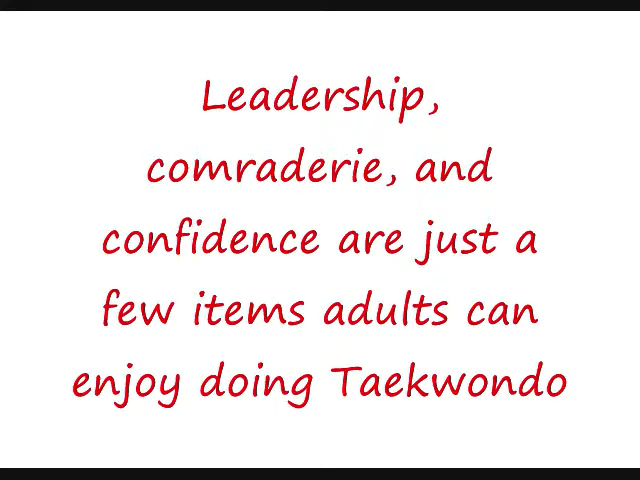 Leadership,
comraderie, and
confidence are just a
few items adults can
enjoy doing Taekwondo